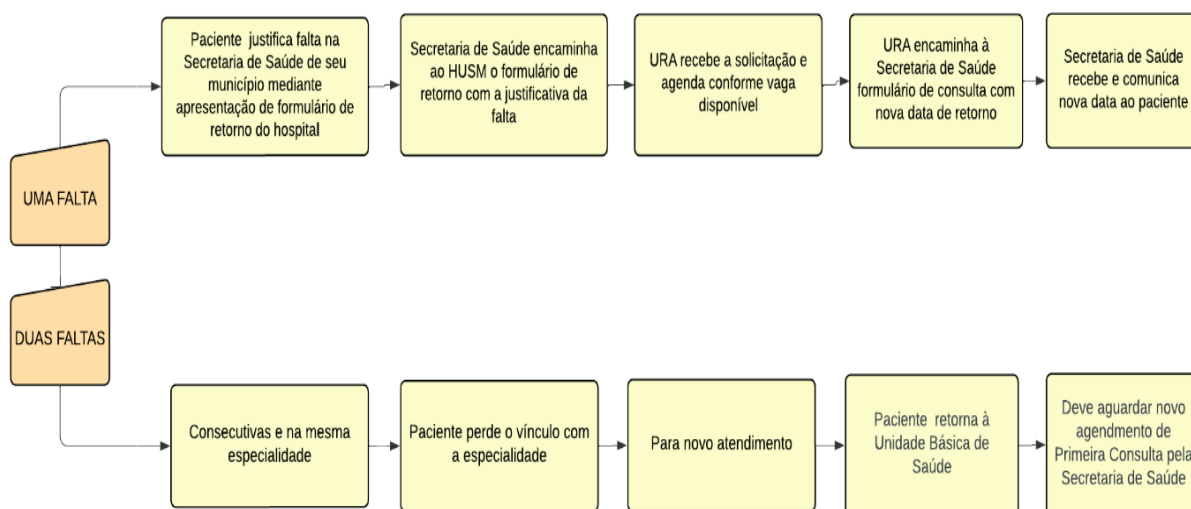 Paciente justifica falta na
Secretaria de Saúde de seu
município mediante
apresentação de formulário de
retorno do hospital
Secretaria de Saúde encaminha
ao HUSM o formulário de
retorno com a justificativa da
falta
URA recebe a solicitação e
agenda conforme vaga
disponível
URA encaminha à
Secretaria de Saúde
formulário de consulta com
nova data de retorno
Secretaria de Saúde
recebe e comunica
nova data ao paciente
UMA FALTA
DUAS FALTAS
Consecutivas e na mesma
especialidade
Paciente perde o vínculo com
a especialidade
Para novo atendimento
Paciente retorna à
Unidade Básica de
Saúde
Deve aguardar novo
agendmento de
Primeira Consulta pela
Secretaria de Saúde